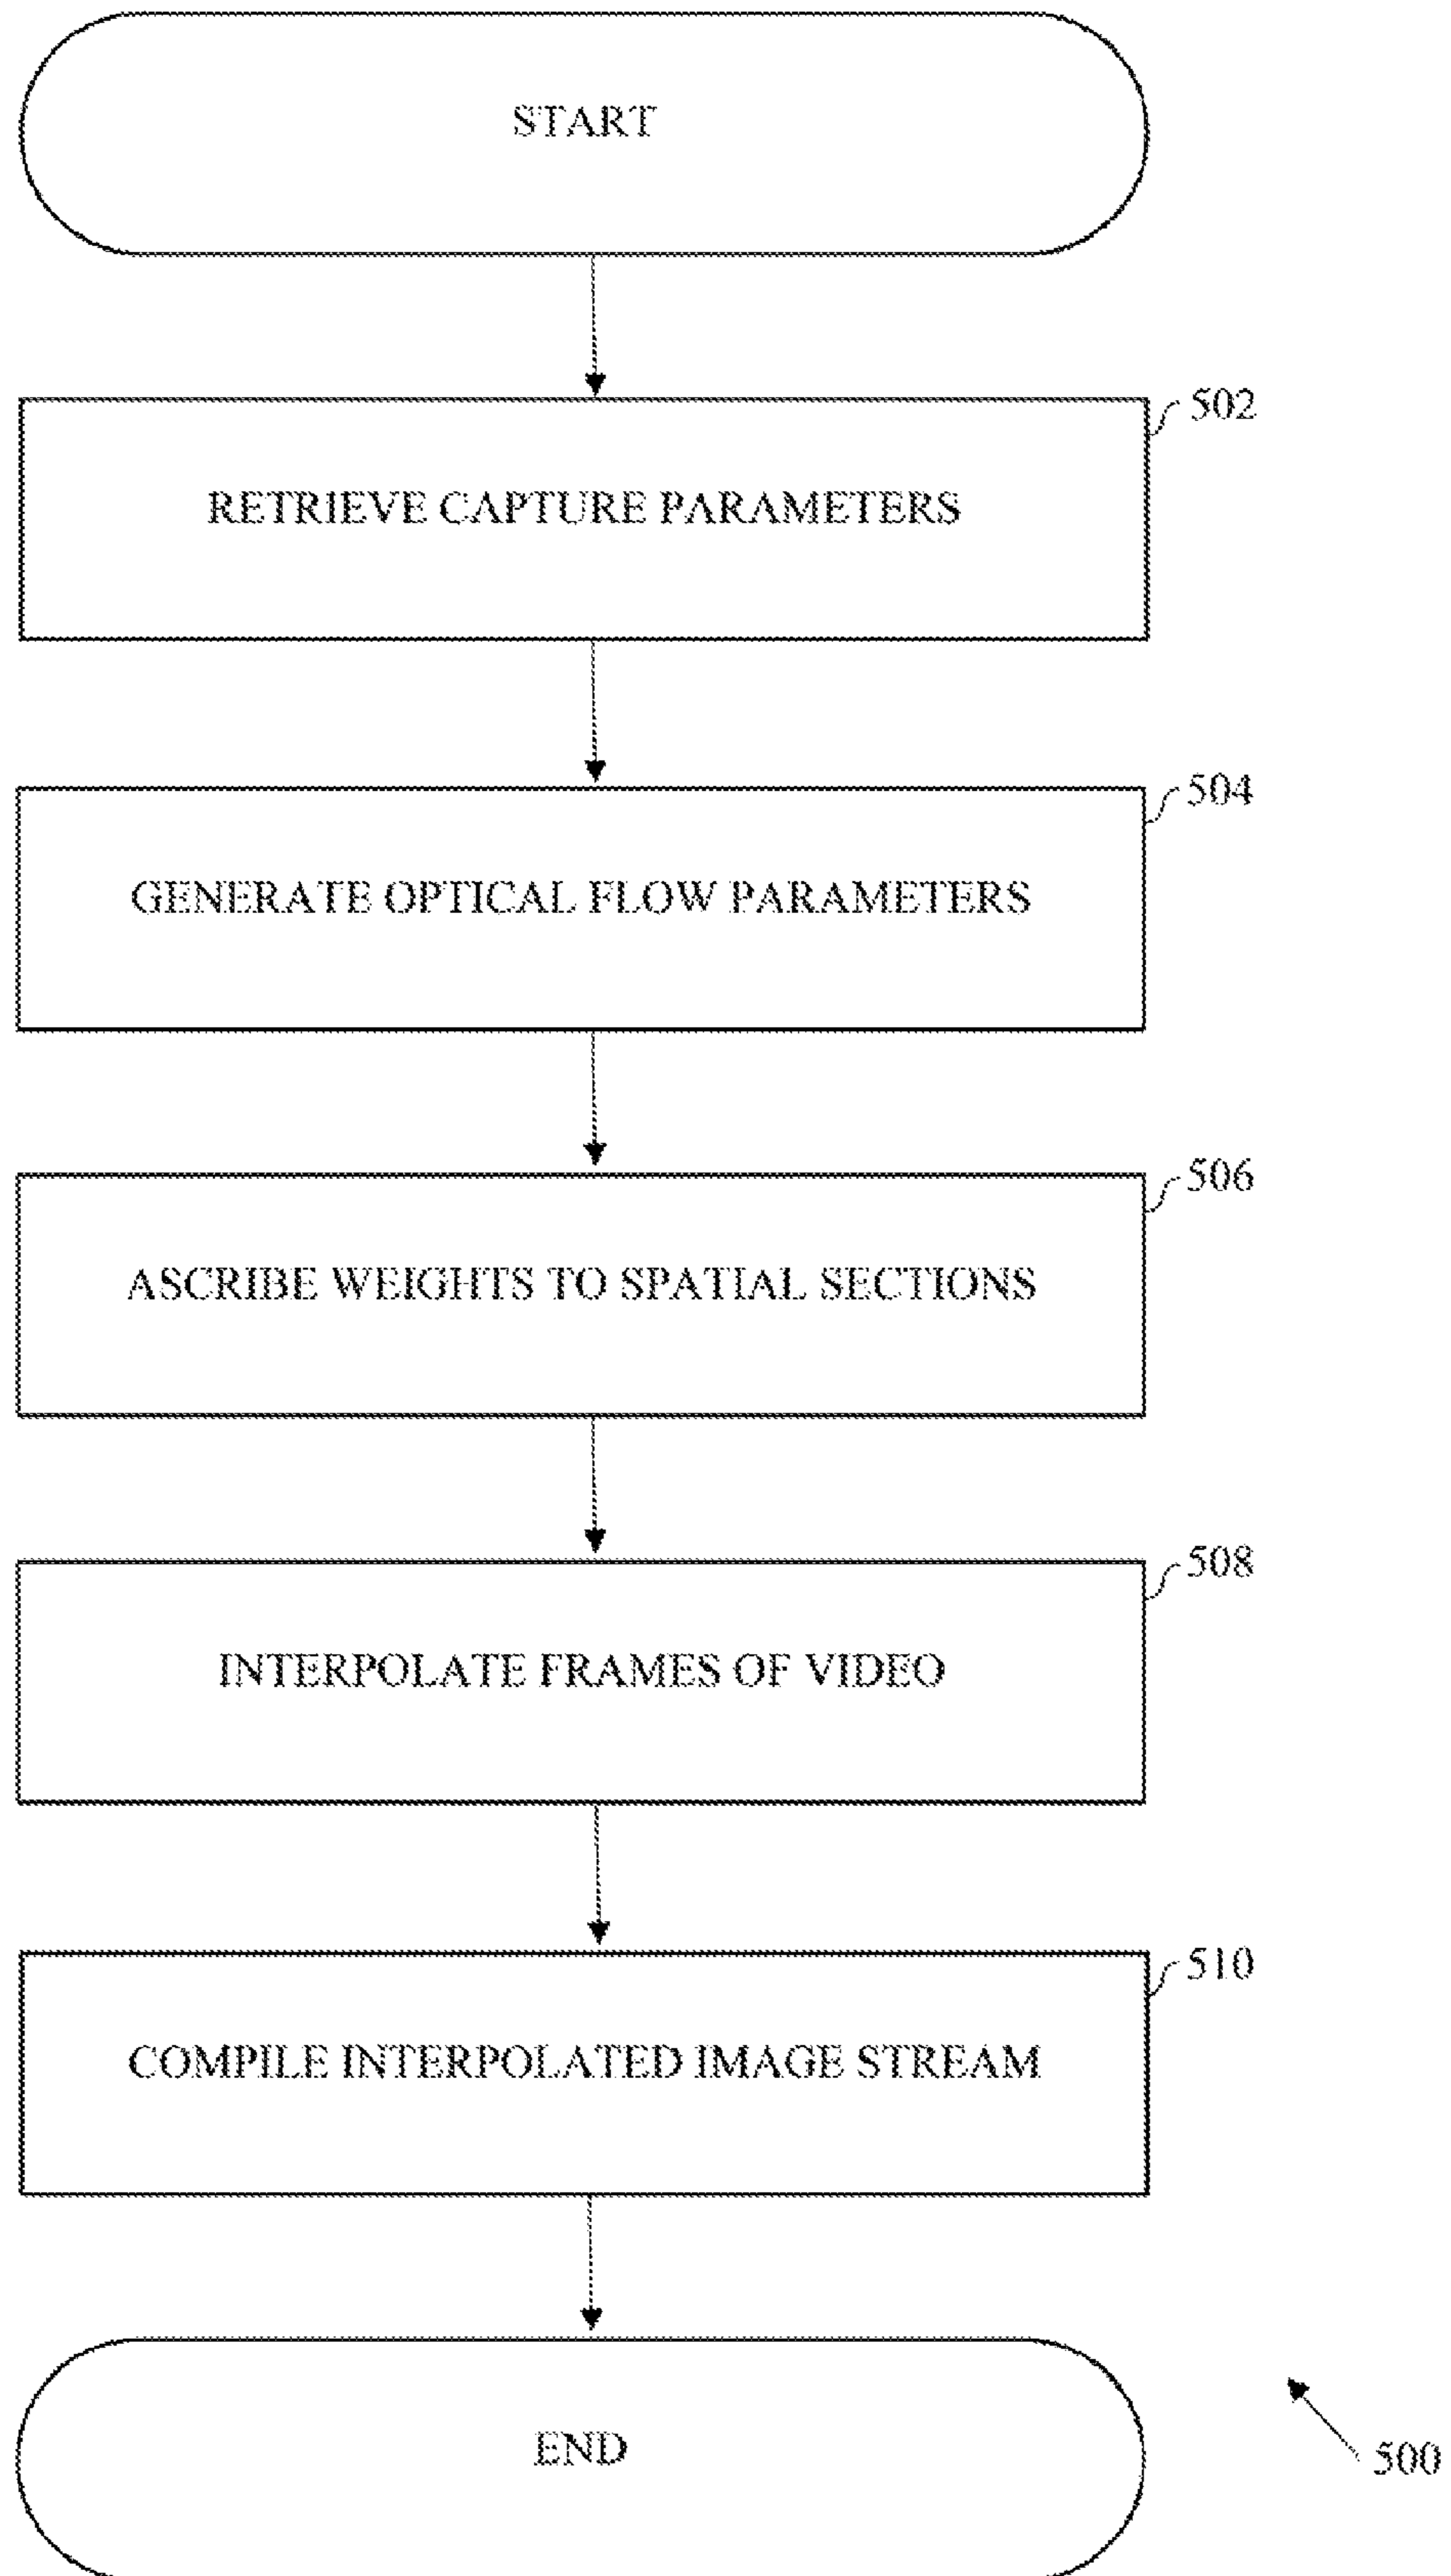 START
502
RETRIEVE CAPTURE PARAMETERS
504
GENERATE OPTICAL FLOW PARAMETERS
506
ASCRIBE WEIGHTS TO SPATIAL SECTIONS
508
INTERPOLATE FRAMES OF VIDEO
510
COMPILE INTERPOLATED IMAGE STREAM
END
500